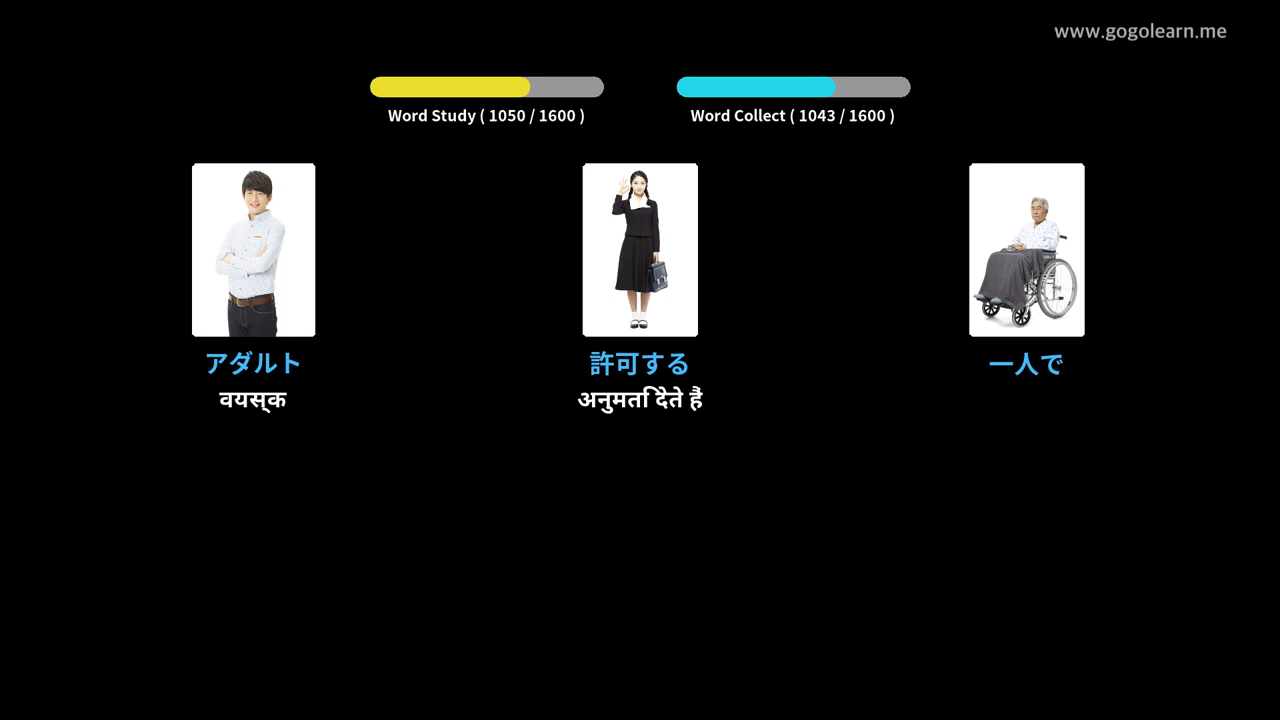 www.gogolearn.me
Word Study ( 1050 / 1600 )
Word Collect ( 1043 / 1600 )
アダルト
वयस्क
許可する
अनुमति देते हैं
一人で